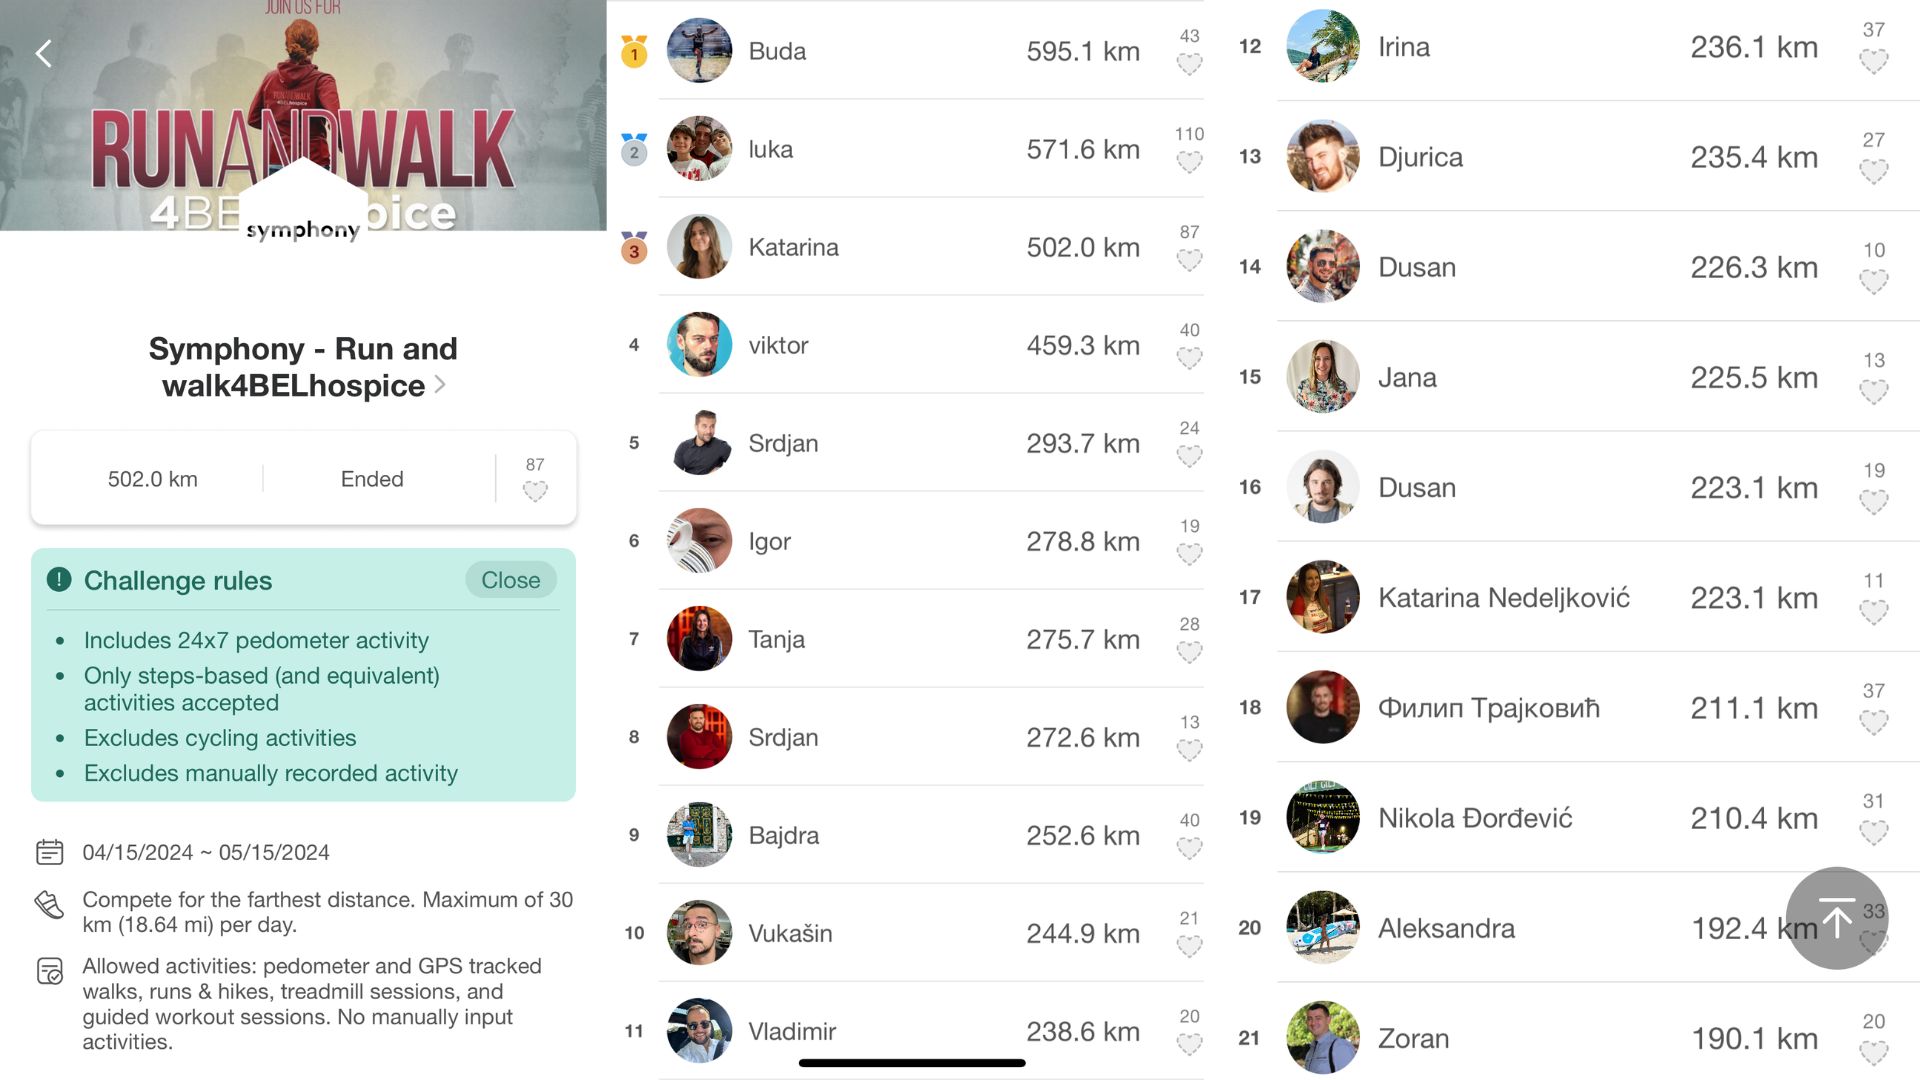 JOIN US FOR
RUNANDWALK
4BE
pice
symphony
Symphony - Run and
walk4BELhospice
502.0 km
Ended
87
Challenge rules
Close
Includes 24x7 pedometer activity
Only steps-based (and equivalent)
activities accepted
Excludes cycling activities
Excludes manually recorded activity
04/15/2024 ~ 05/15/2024
Compete for the farthest distance. Maximum of 30
km (18.64 mi) per day.
Allowed activities: pedometer and GPS tracked
walks, runs & hikes, treadmill sessions, and
guided workout sessions. No manually input
activities.
1 Buda 595.1 km 43
2 luka 571.6 km 110
3 Katarina 502.0 km 87
4 viktor 459.3 km 40
5 Srdjan 293.7 km 24
6 Igor 278.8 km 19
7 Tanja 275.7 km 28
8 Srdjan 272.6 km 13
9 Bajdra 252.6 km 40
10 Vukašin 244.9 km 21
11 Vladimir 238.6 km 20
12 Irina 236.1 km 37
13 Djurica 235.4 km 27
14 Dusan 226.3 km 10
15 Jana 225.5 km 13
16 Dusan 223.1 km 19
17 Katarina Nedeljković 223.1 km 11
18 Филип Трајковић 211.1 km 37
19 Nikola Đorđević 210.4 km 31
20 Aleksandra 192.4 km 33
21 Zoran 190.1 km 20